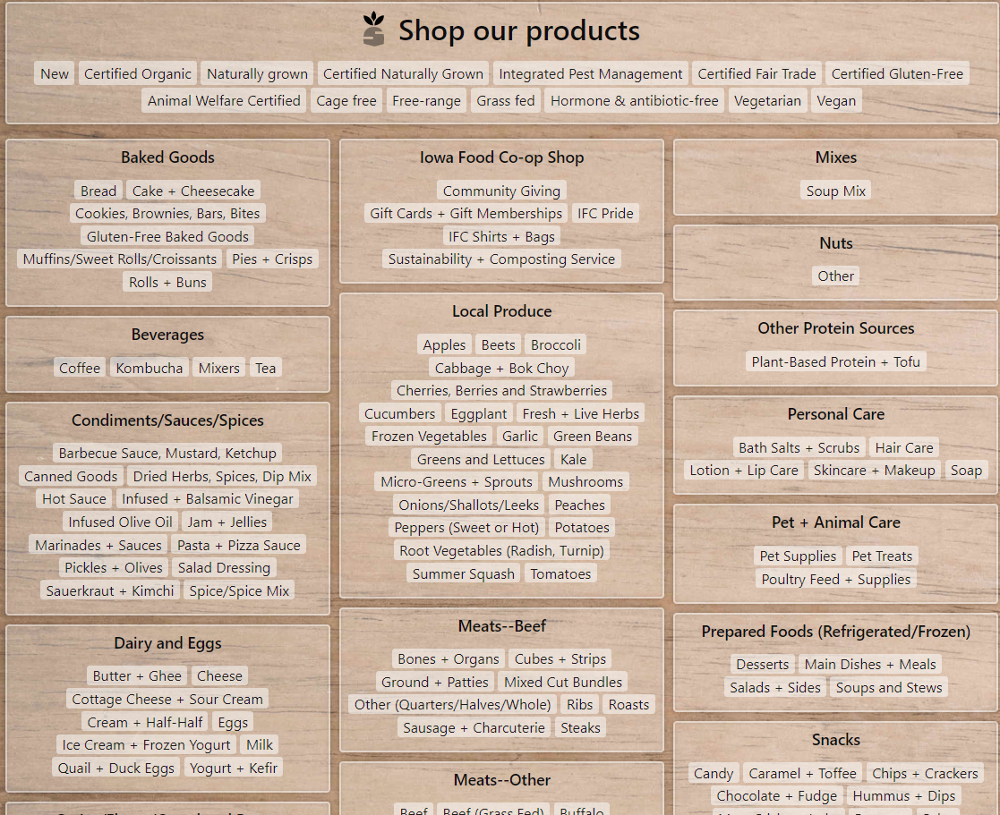 Shop our products
New Certified Organic Naturally grown Certified Naturally Grown Integrated Pest Management Certified Fair Trade Certified Gluten-Free
Animal Welfare Certified Cage free Free-range Grass fed Hormone & antibiotic-free Vegetarian Vegan
Baked Goods
Bread Cake + Cheesecake
Cookies, Brownies, Bars, Bites
Gluten-Free Baked Goods
Muffins/Sweet Rolls/Croissants Pies + Crisps
Rolls + Buns
Beverages
Coffee Kombucha Mixers Tea
Condiments/Sauces/Spices
Barbecue Sauce, Mustard, Ketchup
Canned Goods Dried Herbs, Spices, Dip Mix
Hot Sauce Infused + Balsamic Vinegar
Infused Olive Oil Jam + Jellies
Marinades + Sauces Pasta + Pizza Sauce
Pickles + Olives Salad Dressing
Sauerkraut + Kimchi Spice/Spice Mix
Dairy and Eggs
Butter + Ghee Cheese
Cottage Cheese + Sour Cream
Cream + Half-Half Eggs
Ice Cream + Frozen Yogurt Milk
Quail + Duck Eggs Yogurt + Kefir
Iowa Food Co-op Shop
Community Giving
Gift Cards + Gift Memberships IFC Pride
IFC Shirts + Bags
Sustainability + Composting Service
Local Produce
Apples Beets Broccoli
Cabbage + Bok Choy
Cherries, Berries and Strawberries
Cucumbers Eggplant Fresh + Live Herbs
Frozen Vegetables Garlic Green Beans
Greens and Lettuces Kale
Micro-Greens + Sprouts Mushrooms
Onions/Shallots/Leeks Peaches
Peppers (Sweet or Hot) Potatoes
Root Vegetables (Radish, Turnip)
Summer Squash Tomatoes
Meats--Beef
Bones + Organs Cubes + Strips
Ground + Patties Mixed Cut Bundles
Other (Quarters/Halves/Whole) Ribs Roasts
Sausage + Charcuterie Steaks
Meats--Other
Beef Beef (Grass Fed) Buffalo
Mixes
Soup Mix
Nuts
Other
Other Protein Sources
Plant-Based Protein + Tofu
Personal Care
Bath Salts + Scrubs Hair Care
Lotion + Lip Care Skincare + Makeup Soap
Pet + Animal Care
Pet Supplies Pet Treats
Poultry Feed + Supplies
Prepared Foods (Refrigerated/Frozen)
Desserts Main Dishes + Meals
Salads + Sides Soups and Stews
Snacks
Candy Caramel + Toffee Chips + Crackers
Chocolate + Fudge Hummus + Dips